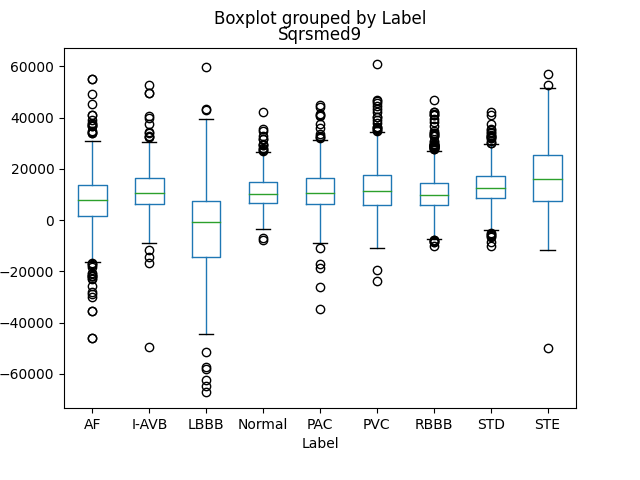 Boxplot grouped by Label
Sqrsmed9
60000
40000
20000
0
−20000
−40000
−60000
AF I-AVB LBBB Normal PAC PVC RBBB STD STE
Label